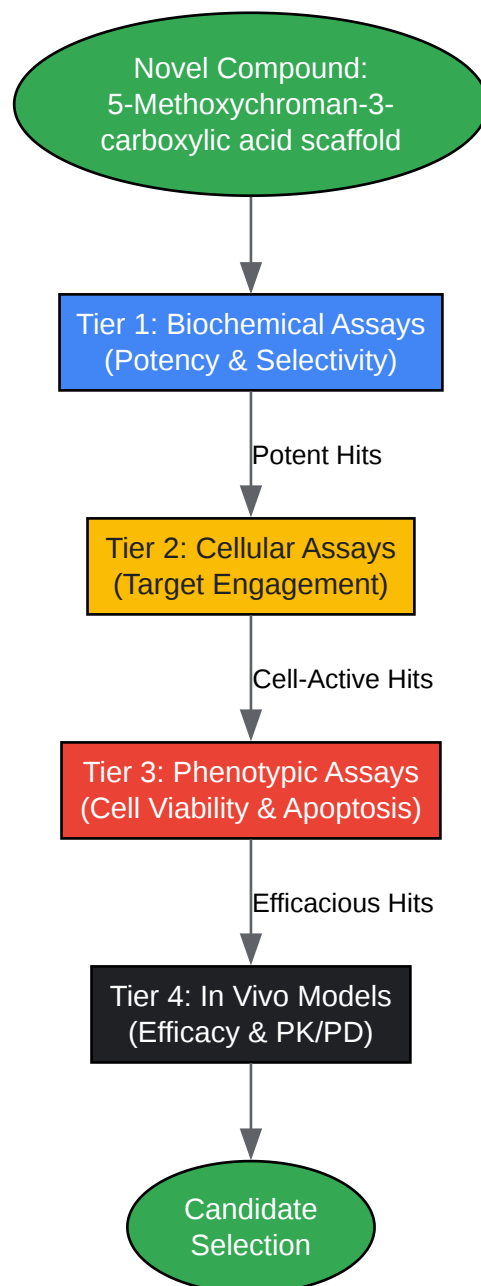 Novel Compound:
5-Methoxychroman-3-
carboxylic acid scaffold
Tier 1: Biochemical Assays
(Potency & Selectivity)
Potent Hits
Tier 2: Cellular Assays
(Target Engagement)
Cell-Active Hits
Tier 3: Phenotypic Assays
(Cell Viability & Apoptosis)
Efficacious Hits
Tier 4: In Vivo Models
(Efficacy & PK/PD)
Candidate
Selection